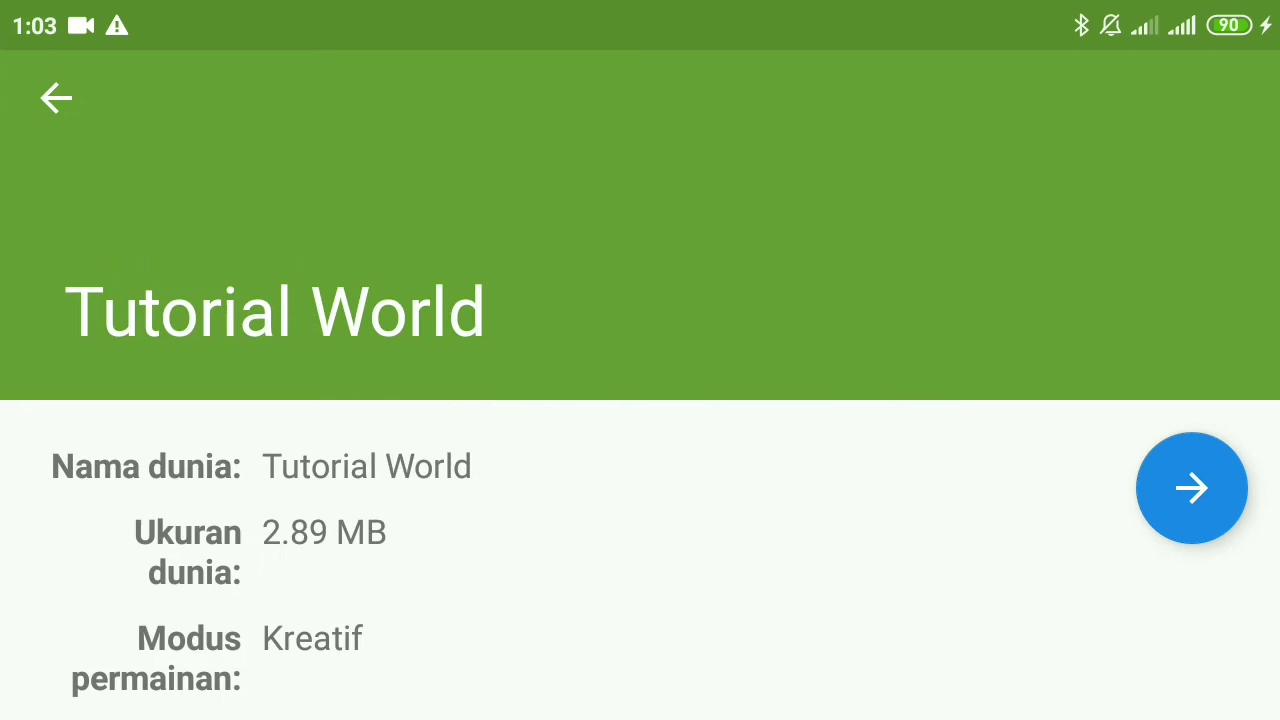 1:03
90
Tutorial World
Nama dunia: Tutorial World
Ukuran 2.89 MB
dunia:
Modus Kreatif
permainan: